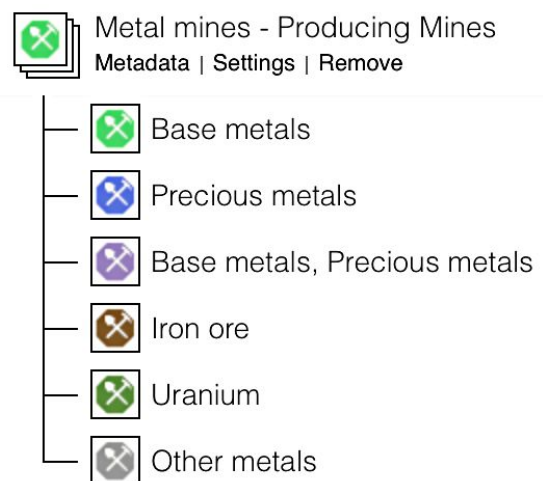 Metal mines - Producing Mines
Metadata | Settings | Remove
Base metals
Precious metals
Base metals, Precious metals
Iron ore
Uranium
Other metals